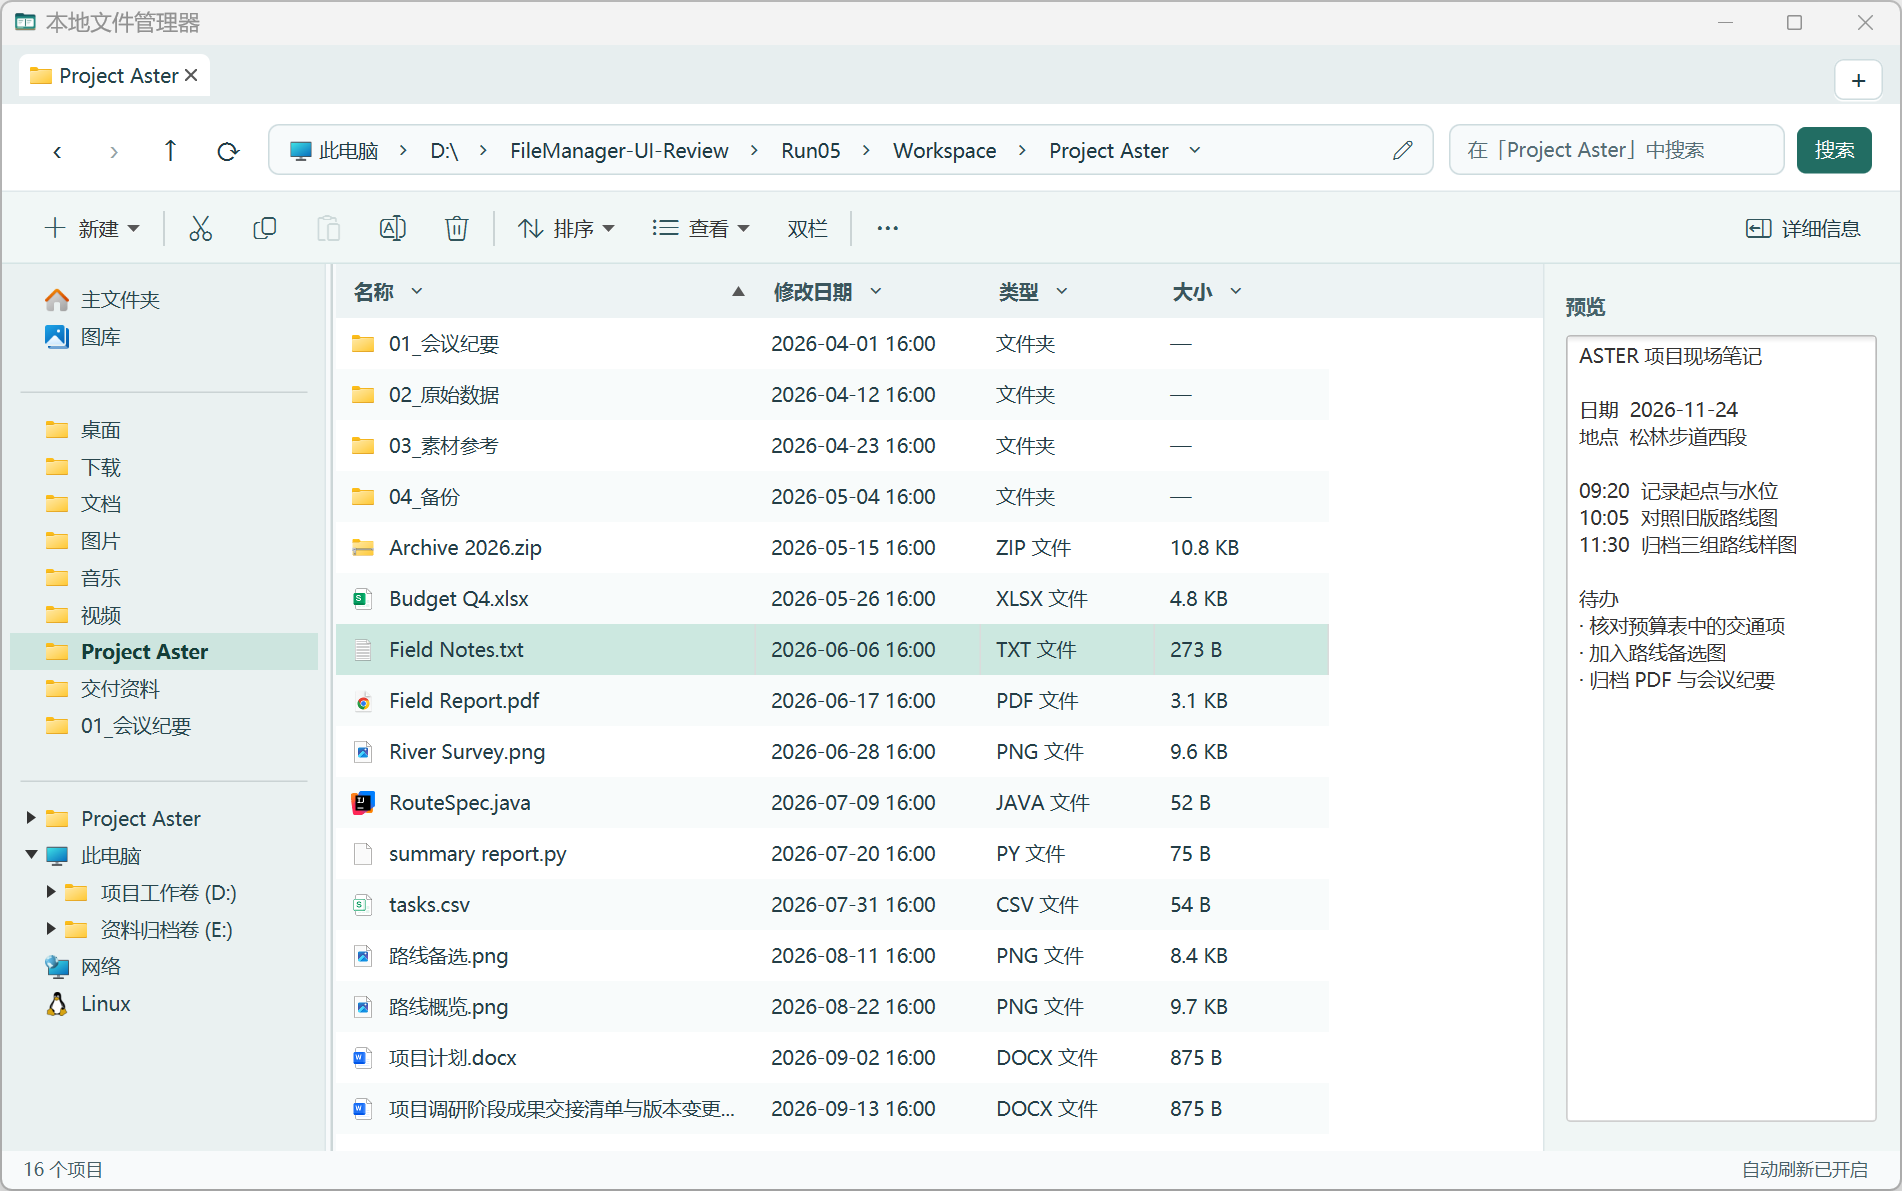 本地文件管理器
Project Aster
此电脑 D:\ FileManager-UI-Review Run05 Workspace Project Aster
在「Project Aster」中搜索
搜索
新建
排序
查看
双栏
详细信息
主文件夹
图库
桌面
下载
文档
图片
音乐
视频
Project Aster
交付资料
01_会议纪要
Project Aster
此电脑
项目工作卷 (D:)
资料归档卷 (E:)
网络
Linux
名称 修改日期 类型 大小
01_会议纪要 2026-04-01 16:00 文件夹 —
02_原始数据 2026-04-12 16:00 文件夹 —
03_素材参考 2026-04-23 16:00 文件夹 —
04_备份 2026-05-04 16:00 文件夹 —
Archive 2026.zip 2026-05-15 16:00 ZIP 文件 10.8 KB
Budget Q4.xlsx 2026-05-26 16:00 XLSX 文件 4.8 KB
Field Notes.txt 2026-06-06 16:00 TXT 文件 273 B
Field Report.pdf 2026-06-17 16:00 PDF 文件 3.1 KB
River Survey.png 2026-06-28 16:00 PNG 文件 9.6 KB
RouteSpec.java 2026-07-09 16:00 JAVA 文件 52 B
summary report.py 2026-07-20 16:00 PY 文件 75 B
tasks.csv 2026-07-31 16:00 CSV 文件 54 B
路线备选.png 2026-08-11 16:00 PNG 文件 8.4 KB
路线概览.png 2026-08-22 16:00 PNG 文件 9.7 KB
项目计划.docx 2026-09-02 16:00 DOCX 文件 875 B
项目调研阶段成果交接清单与版本变更... 2026-09-13 16:00 DOCX 文件 875 B
预览
ASTER 项目现场笔记
日期 2026-11-24
地点 松林步道西段
09:20 记录起点与水位
10:05 对照旧版路线图
11:30 归档三组路线样图
待办
· 核对预算表中的交通项
· 加入路线备选图
· 归档 PDF 与会议纪要
16 个项目
自动刷新已开启